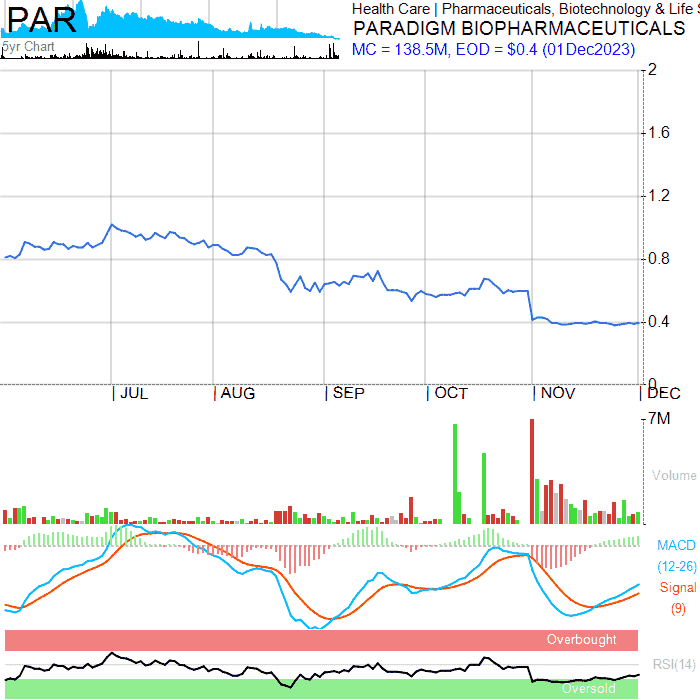 PAR
5yr Chart
Health Care | Pharmaceuticals, Biotechnology & Life S
PARADIGM BIOPHARMACEUTICALS
MC = 138.5M, EOD = $0.4 (01Dec2023)
2
1.6
1.2
0.8
0.4
0
JUL
AUG
SEP
OCT
NOV
DEC
7M
Volume
MACD
(12-26)
Signal
(9)
Overbought
RSI(14)
Oversold